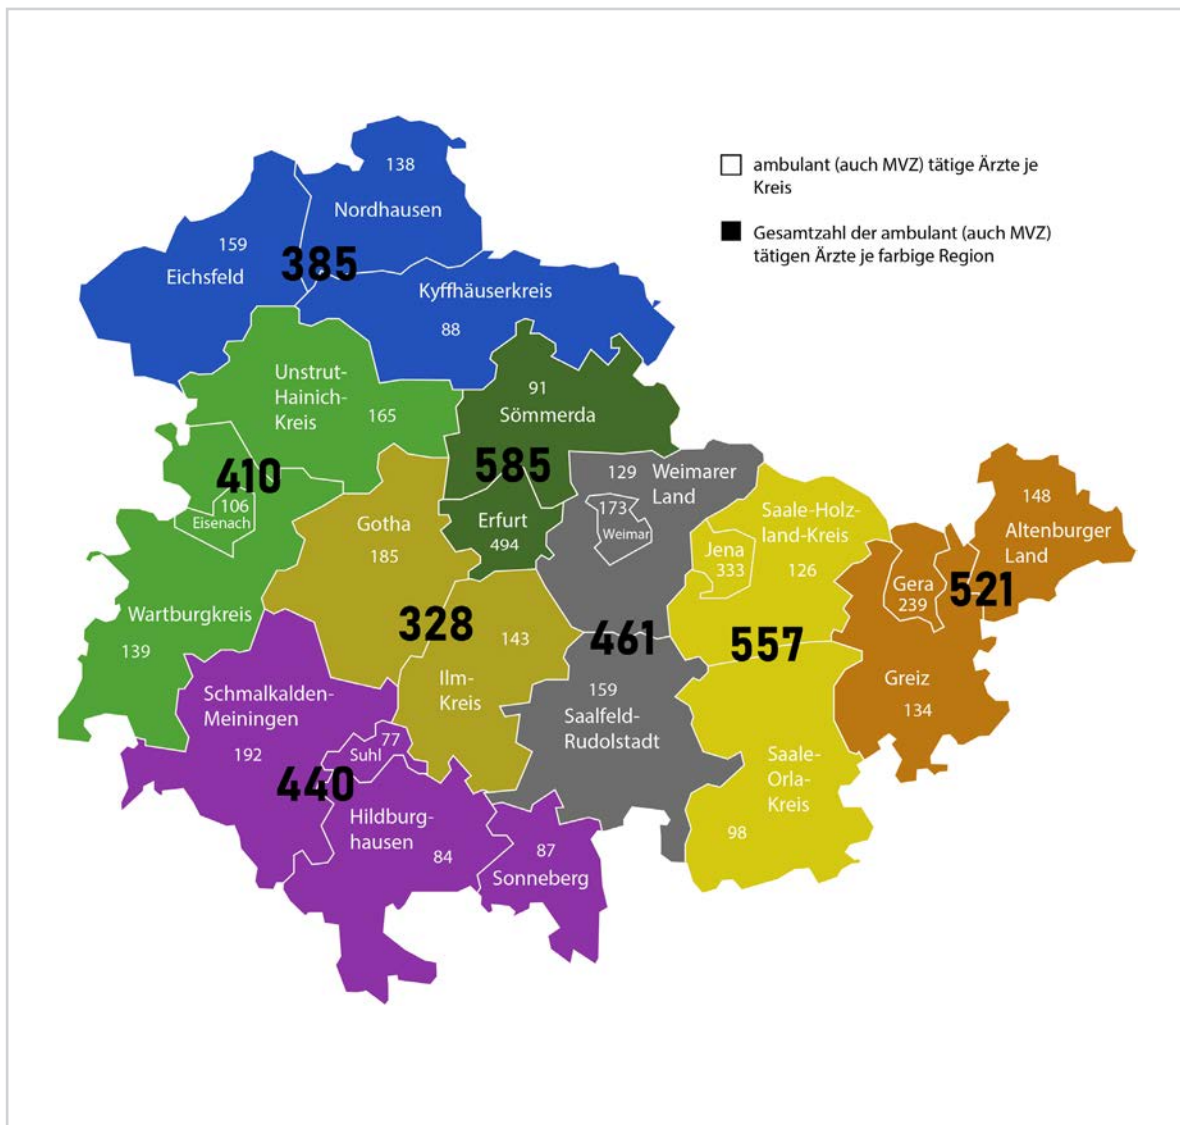 138
Nordhausen
159
Eichsfeld
385
Kyffhäuserkreis
88
ambulant (auch MVZ) tätige Ärzte je
Kreis
Gesamtzahl der ambulant (auch MVZ)
tätigen Ärzte je farbige Region
Unstrut-
Hainich-
Kreis
165
91
Sömmerda
410
585
106
Eisenach
Gotha
185
Erfurt
494
129
Weimarer
Land
173
Weimar
Saale-Holz-
land-Kreis
126
Jena
333
148
Altenburger
Land
Gera
239
521
Wartburgkreis
139
328
143
Ilm-
Kreis
461
557
Greiz
134
Schmalkalden-
Meiningen
192
77
Suhl
440
159
Saalfeld-
Rudolstadt
Saale-
Orla-
Kreis
98
Hildburg-
hausen
84
87
Sonneberg